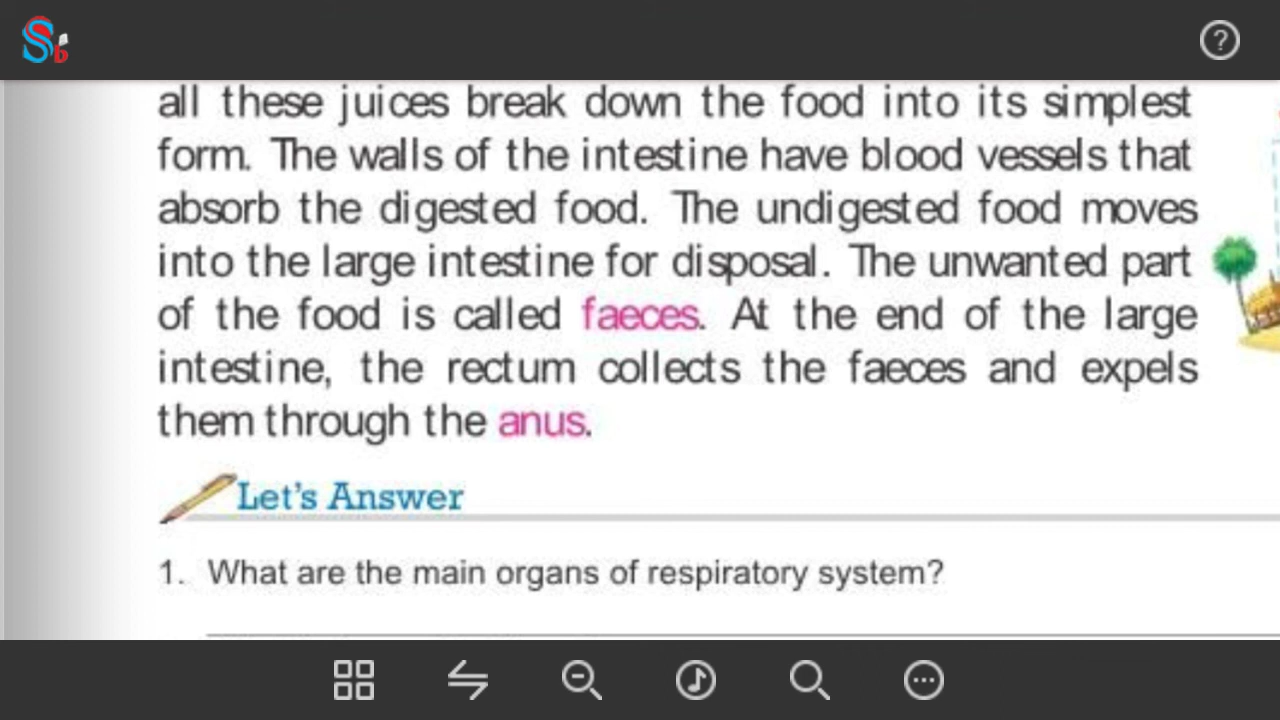 Sb
all these juices break down the food into its simplest
form. The walls of the intestine have blood vessels that
absorb the digested food. The undigested food moves
into the large intestine for disposal. The unwanted part
of the food is called faeces. At the end of the large
intestine, the rectum collects the faeces and expels
them through the anus.
Let's Answer
1. What are the main organs of respiratory system?